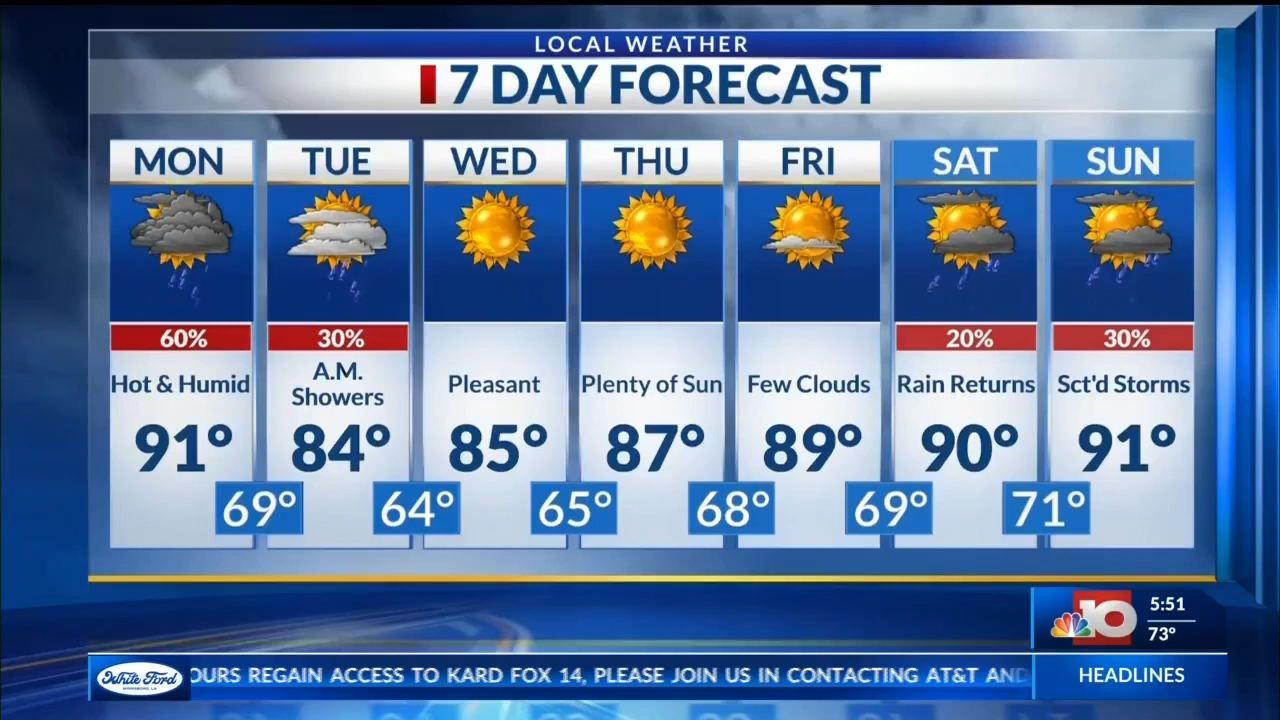 LOCAL WEATHER
7 DAY FORECAST
MON
TUE
WED
THU
FRI
SAT
SUN
60%
30%
20%
30%
Hot & Humid
A.M.
Showers
Pleasant
Plenty of Sun
Few Clouds
Rain Returns
Sct'd Storms
91°
84°
85°
87°
89°
90°
91°
69°
64°
65°
68°
69°
71°
10
5:51
73°
White Ford
OURS REGAIN ACCESS TO KARD FOX 14, PLEASE JOIN US IN CONTACTING AT&T AND
HEADLINES